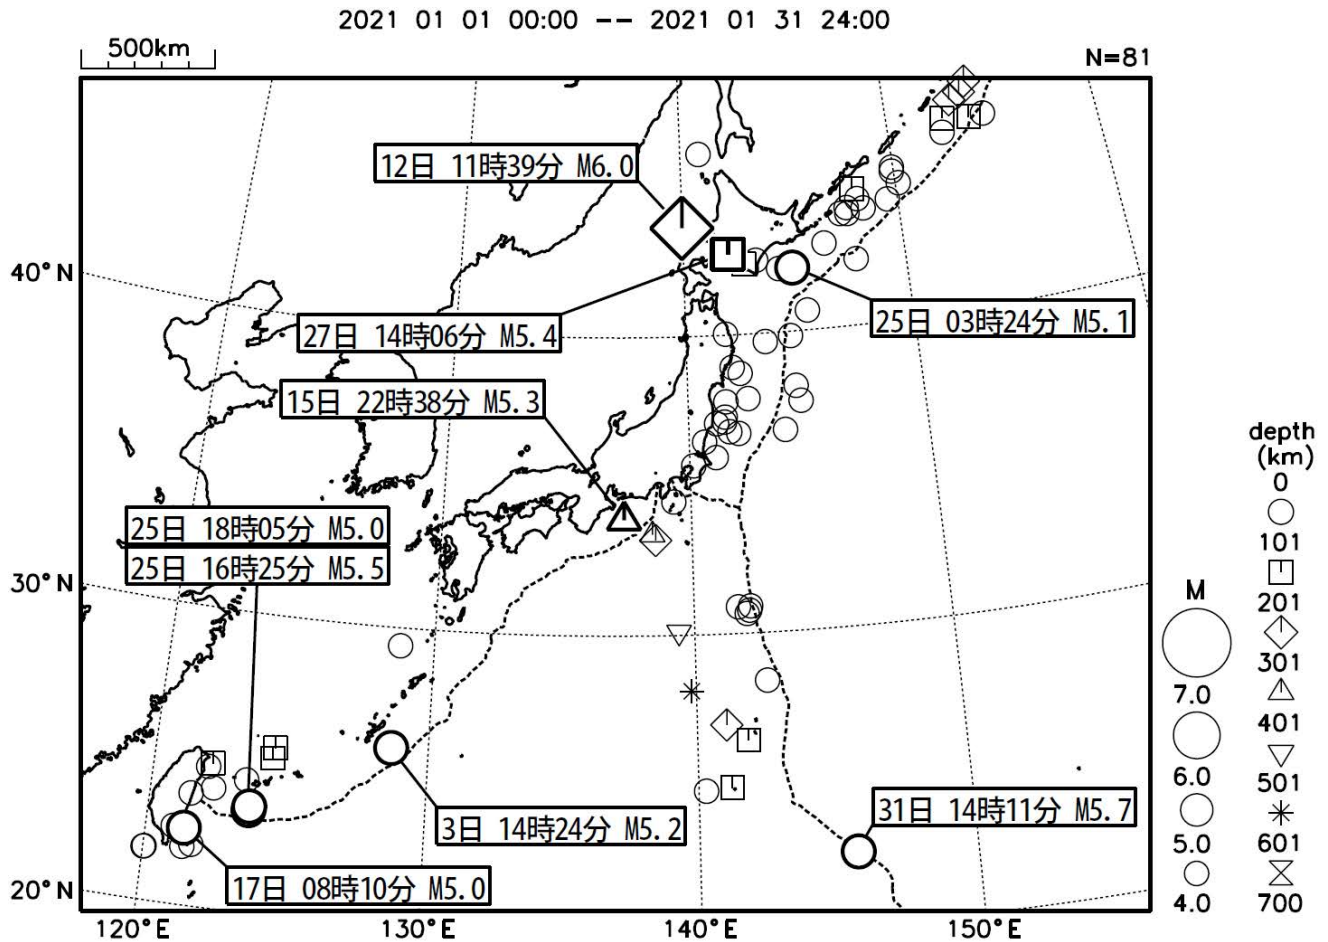 2021 01 01 00:00 -- 2021 01 31 24:00
500km
N=81
12日 11時39分 M6.0
40°N
27日 14時06分 M5.4
25日 03時24分 M5.1
15日 22時38分 M5.3
25日 18時05分 M5.0
25日 16時25分 M5.5
30°N
3日 14時24分 M5.2
31日 14時11分 M5.7
17日 08時10分 M5.0
20°N
120°E
130°E
140°E
150°E
M
7.0
6.0
5.0
4.0
depth
(km)
0
101
201
301
401
501
601
700